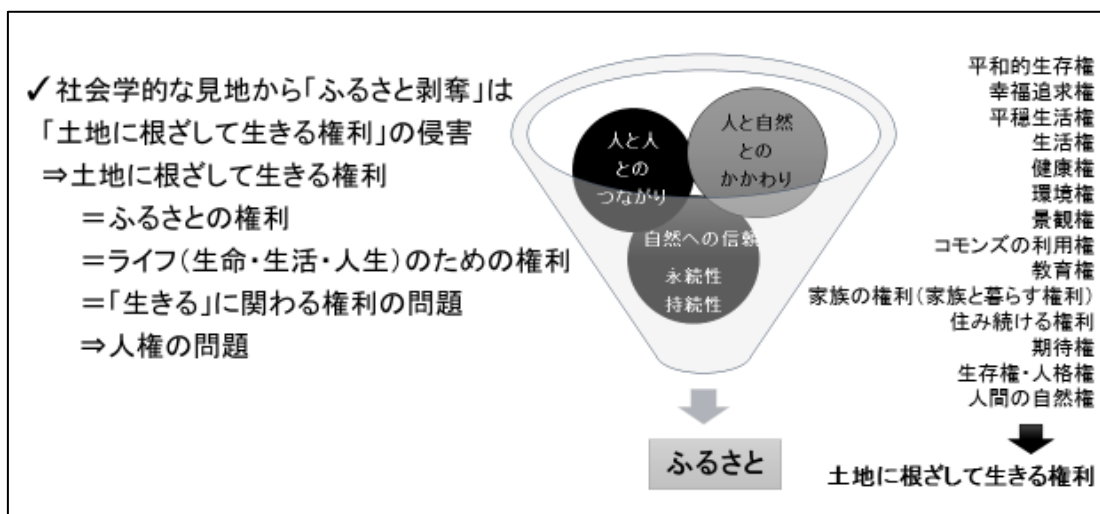 ✓社会学的な見地から「ふるさと剥奪」は
「土地に根ざして生きる権利」の侵害
⇒土地に根ざして生きる権利
＝ふるさとの権利
＝ライフ（生命・生活・人生）のための権利
＝「生きる」に関わる権利の問題
⇒人権の問題
人と人
との
つながり
人と自然
との
かかわり
自然への信頼
永続性
持続性
ふるさと
平和的生存権
幸福追求権
平穏生活権
生活権
健康権
環境権
景観権
コモンズの利用権
教育権
家族の権利（家族と暮らす権利）
住み続ける権利
期待権
生存権・人格権
人間の自然権
土地に根ざして生きる権利